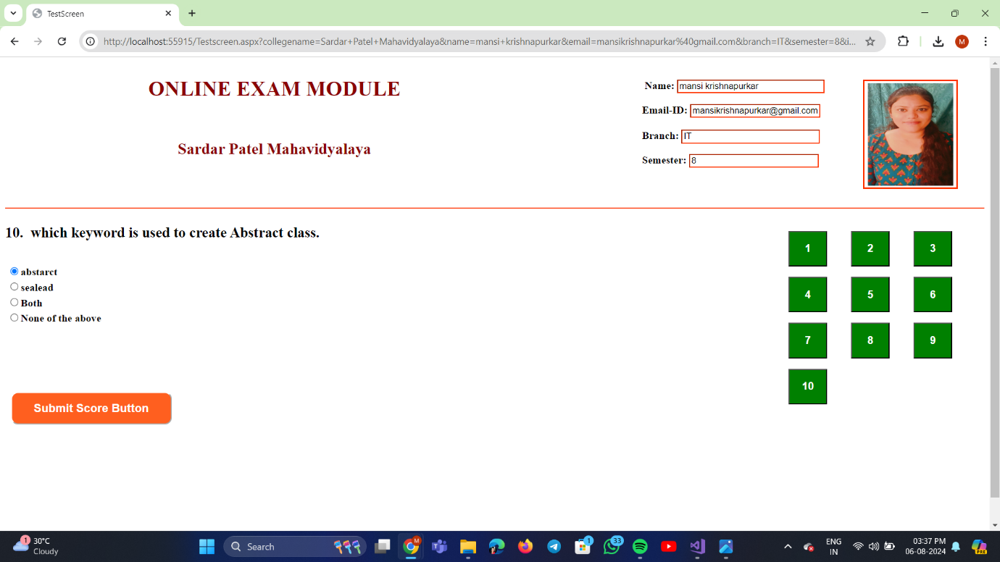 TestScreen
http://localhost:55915/Testscreen.aspx?collegename=Sardar+Patel+Mahavidyalaya&name=mansi+krishnapurkar&email=mansikrishnapurkar%40gmail.com&branch=IT&semester=8&i...
M
ONLINE EXAM MODULE
Sardar Patel Mahavidyalaya
Name: mansi krishnapurkar
Email-ID: mansikrishnapurkar@gmail.com
Branch: IT
Semester: 8
10. which keyword is used to create Abstract class.
abstarct
sealead
Both
None of the above
Submit Score Button
1 2 3
4 5 6
7 8 9
10
1
30°C
Cloudy
Search
M
1
33
PRE
ENG
IN
03:37 PM
06-08-2024